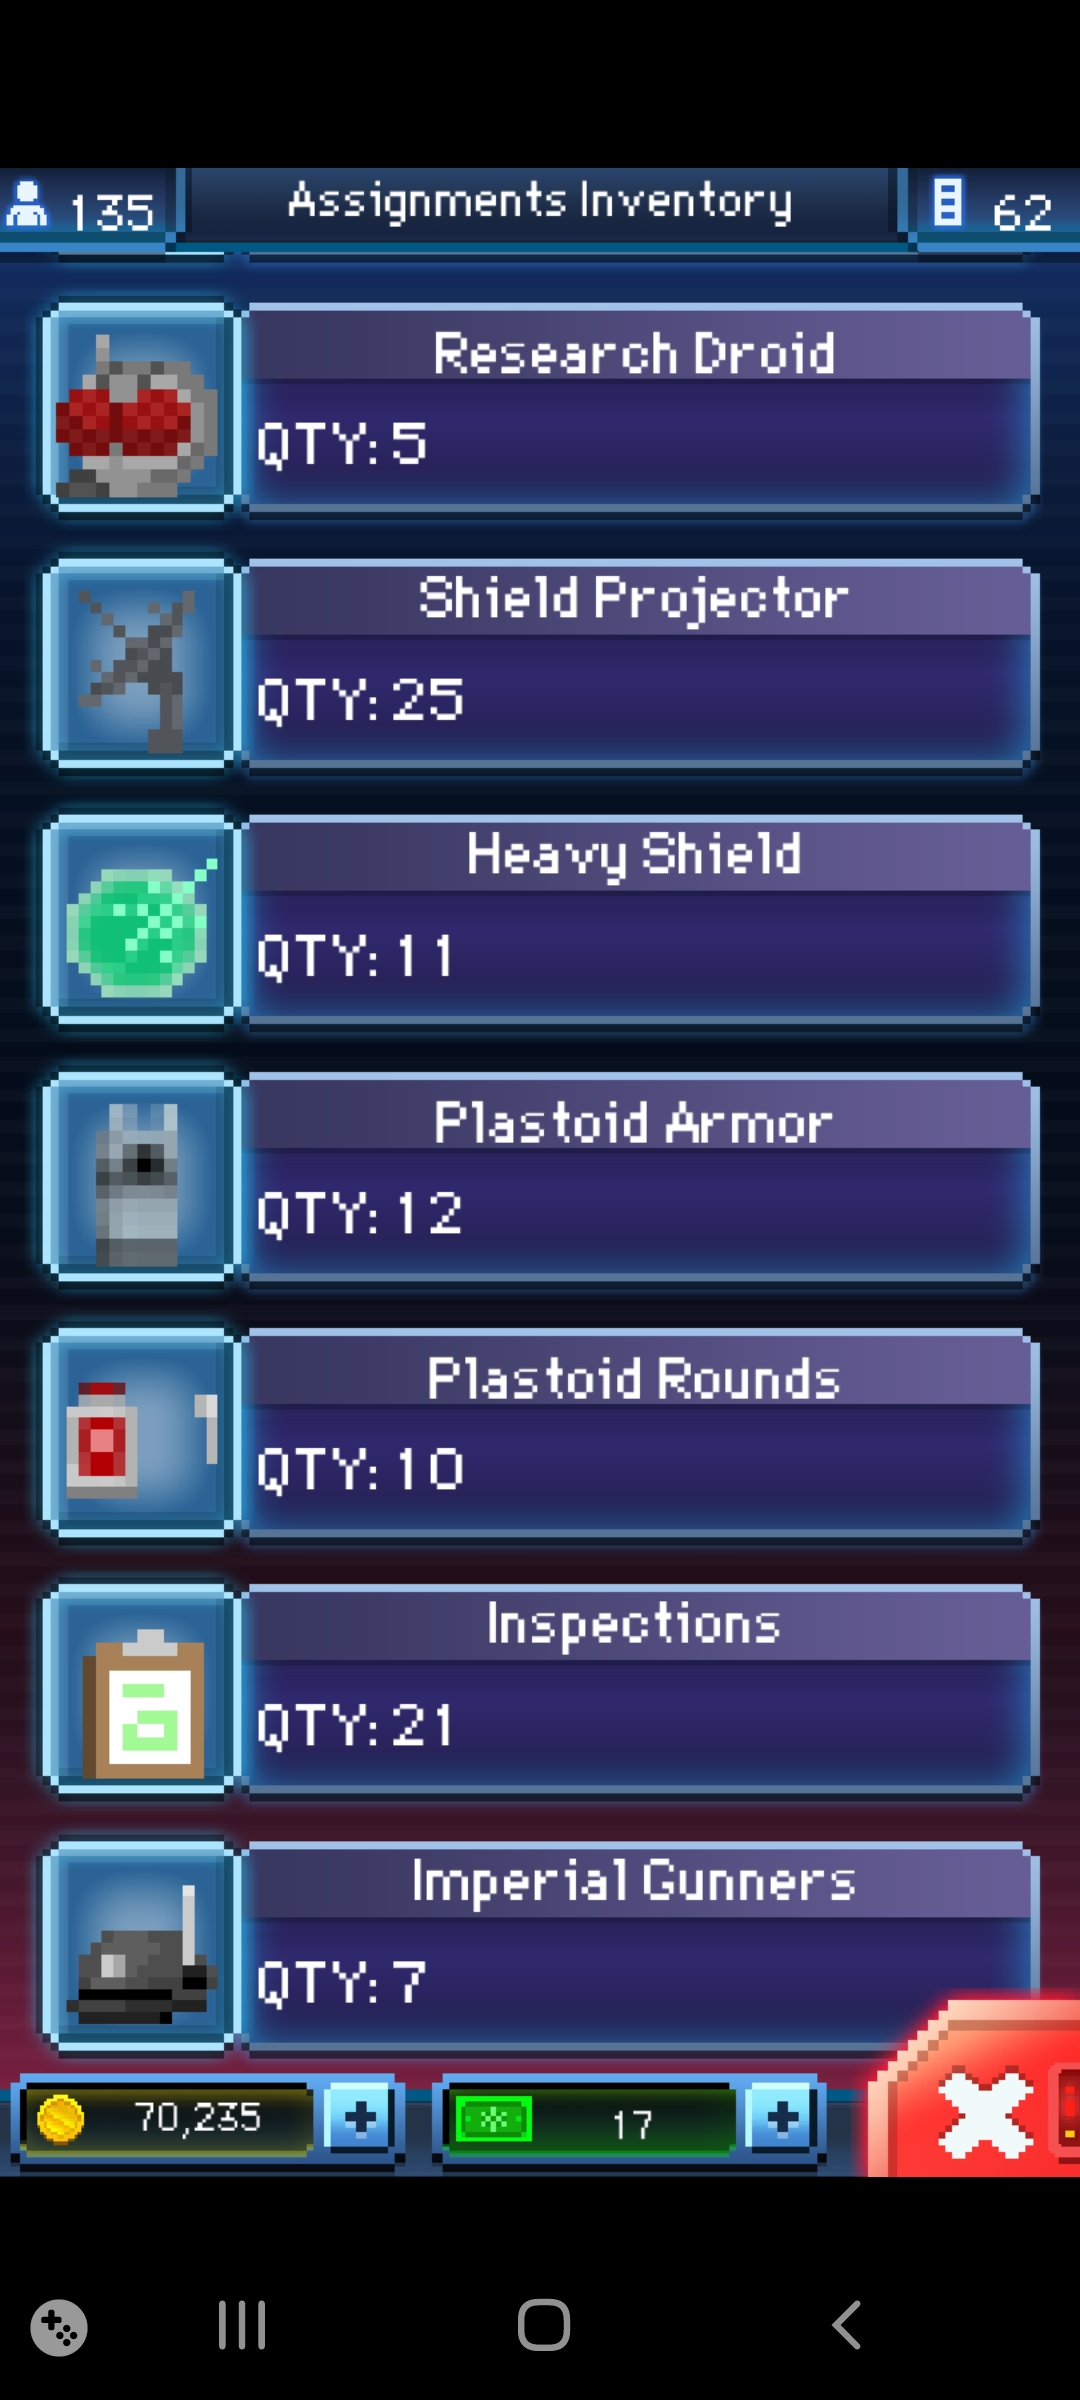 135
Assignments Inventory
62
Research Droid
QTY: 5
Shield Projector
QTY: 25
Heavy Shield
QTY: 11
Plastoid Armor
QTY: 12
Plastoid Rounds
QTY: 10
Inspections
QTY: 21
Imperial Gunners
QTY: 7
70,235
17